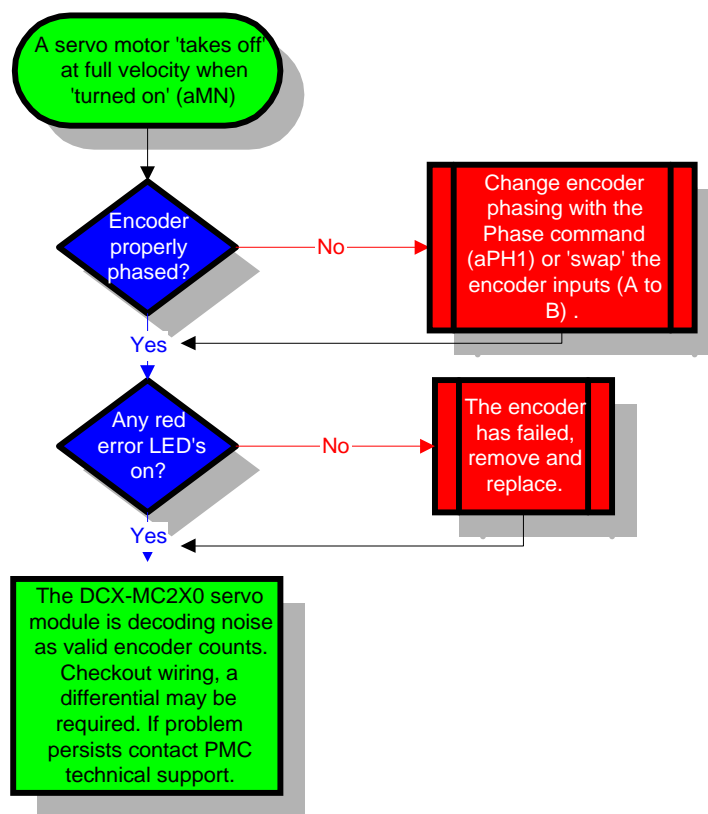 A servo motor 'takes off'
at full velocity when
'turned on' (aMN)
Encoder
properly
phased?
No
Change encoder
phasing with the
Phase command
(aPH1) or 'swap' the
encoder inputs (A to
B) .
Yes
Any red
error LED's
on?
No
The encoder
has failed,
remove and
replace.
Yes
The DCX-MC2X0 servo
module is decoding noise
as valid encoder counts.
Checkout wiring, a
differential may be
required. If problem
persists contact PMC
technical support.